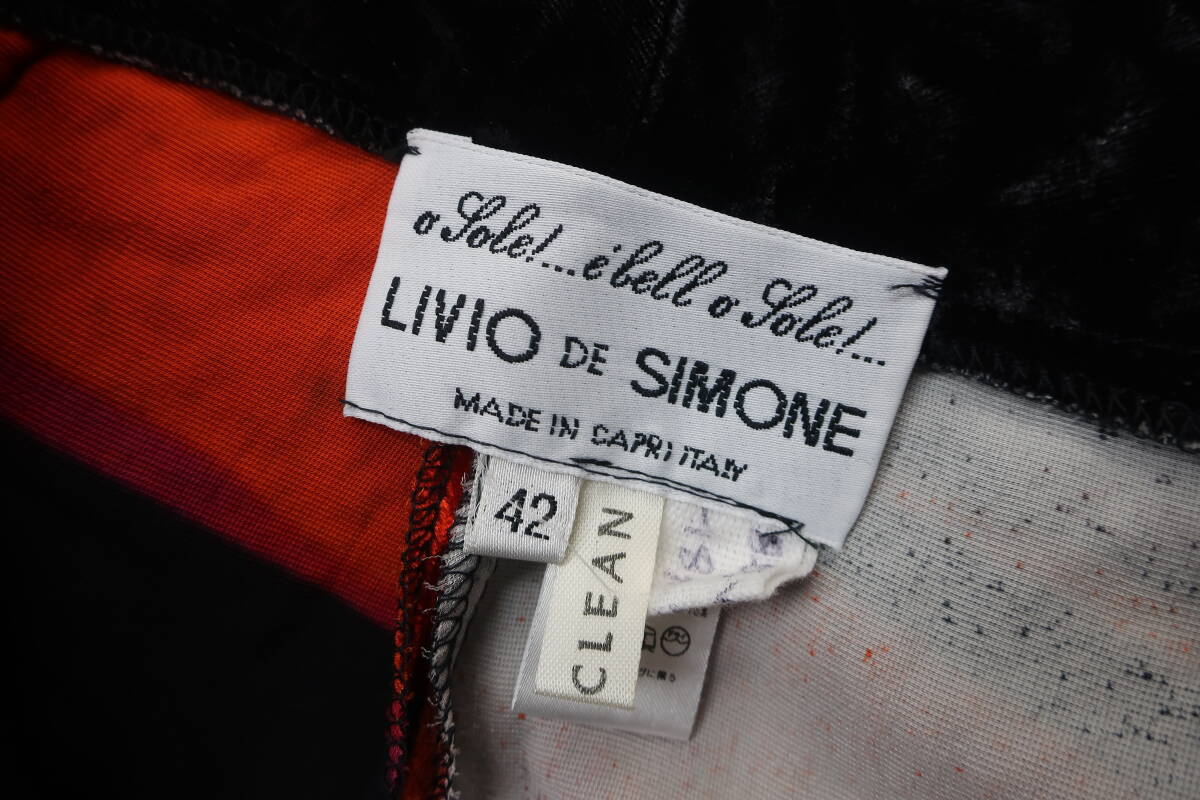 o Sole!...è bell o Sole!...
LIVIO DE SIMONE
MADE IN CAPRI ITALY
42
CLEAN